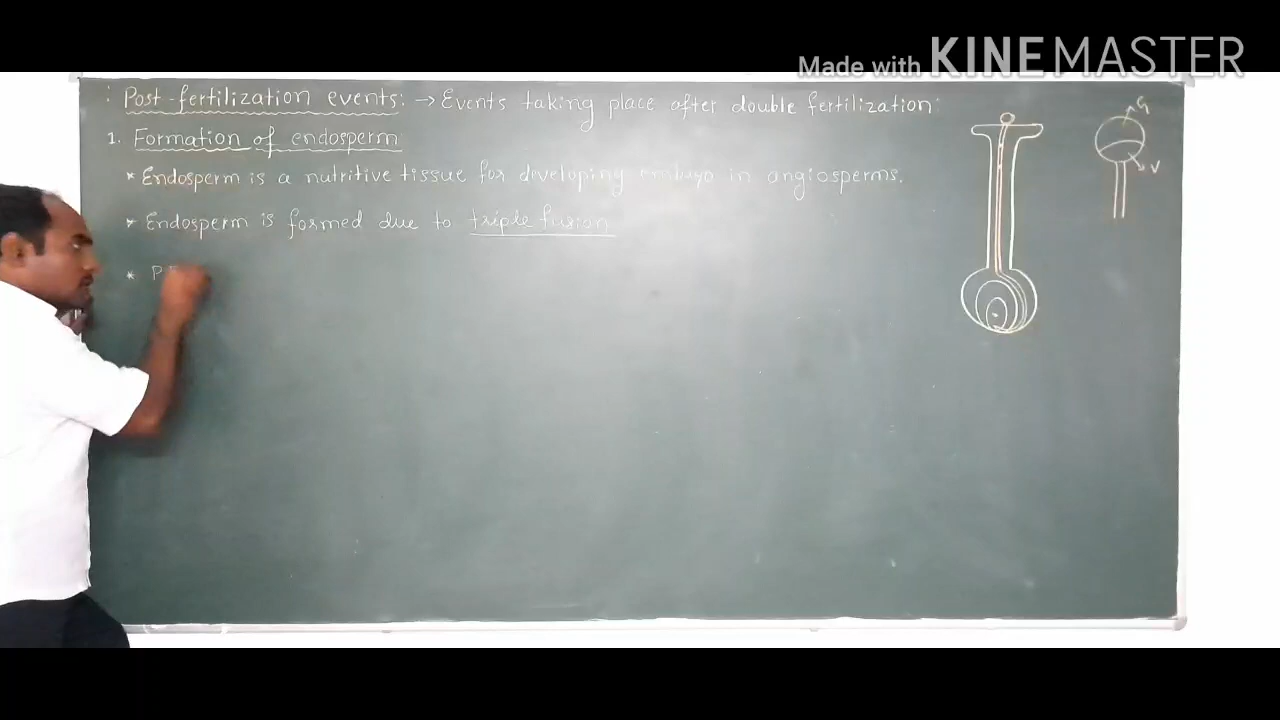 Made with KINEMASTER
: Post-fertilization events: → Events taking place after double fertilization:
1. Formation of endosperm
* Endosperm is a nutritive tissue for developing embryo in angiosperms.
* Endosperm is formed due to triple fusion
* P
G
V